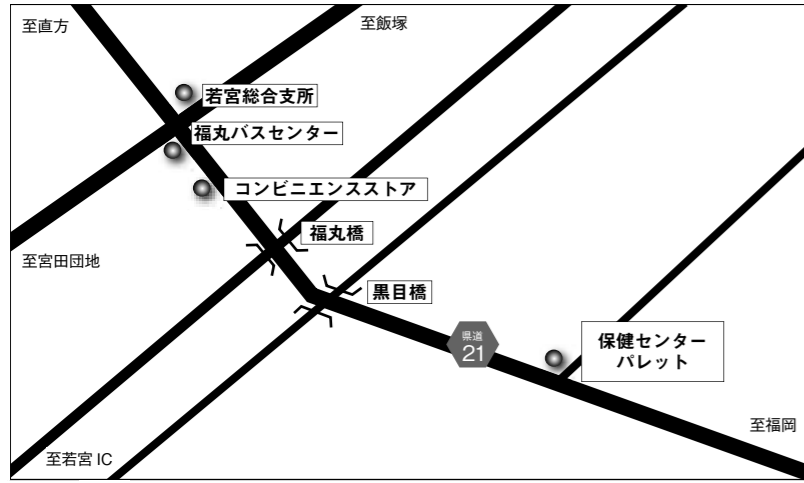 至直方
至飯塚
若宮総合支所
福丸バスセンター
コンビニエンスストア
福丸橋
至宮田団地
黒目橋
県道
21
保健センター
パレット
至福岡
至若宮 IC